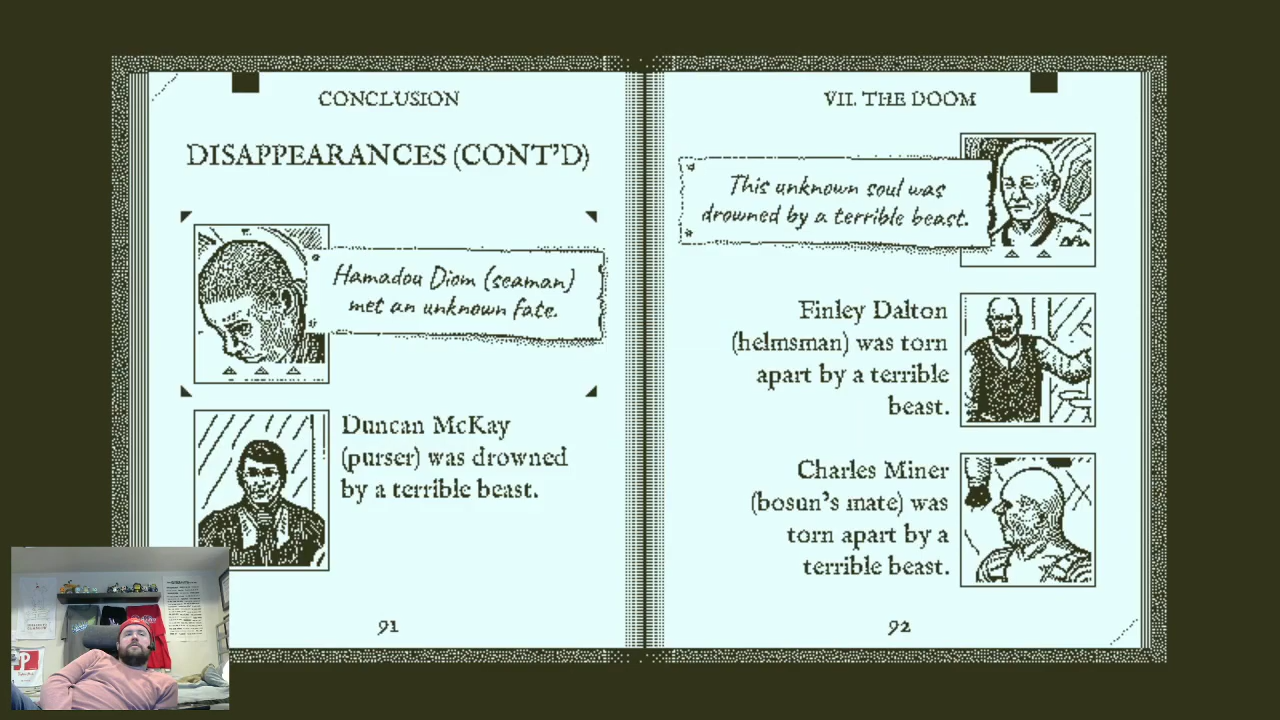 CONCLUSION
DISAPPEARANCES (CONT'D)
Hamadou Diom (seaman)
met an unknown fate.
Duncan McKay
(purser) was drowned
by a terrible beast.
91
VII. THE DOOM
This unknown soul was
drowned by a terrible beast.
Finley Dalton
(helmsman) was torn
apart by a terrible
beast.
Charles Miner
(bosun's mate) was
torn apart by a
terrible beast.
92